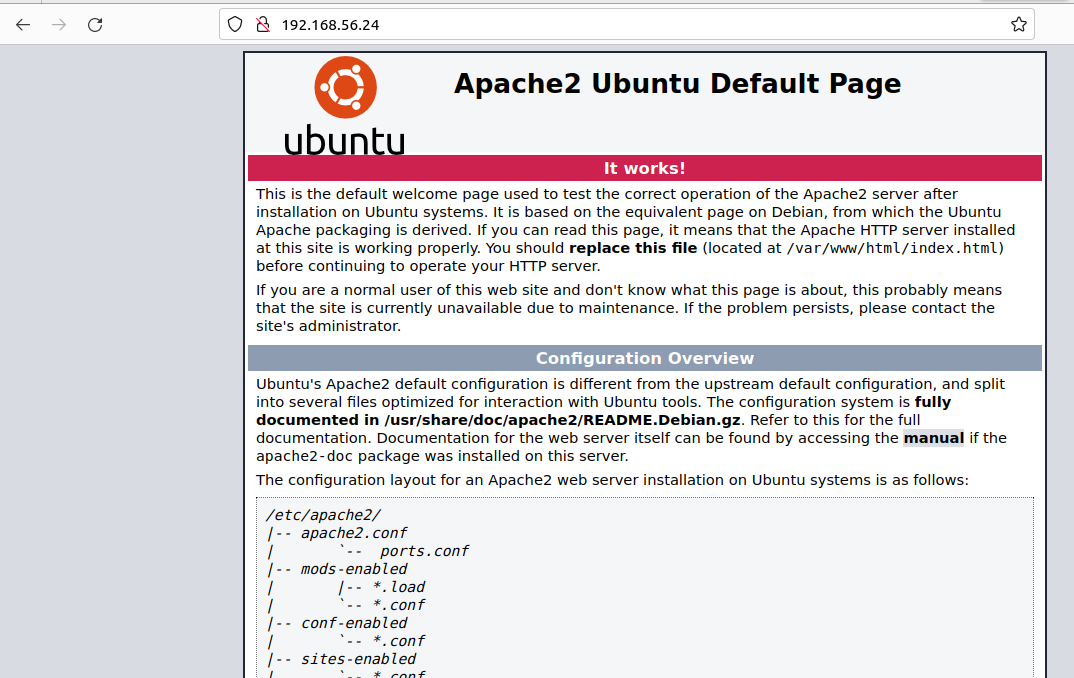 192.168.56.24
Apache2 Ubuntu Default Page
ubuntu
It works!
This is the default welcome page used to test the correct operation of the Apache2 server after
installation on Ubuntu systems. It is based on the equivalent page on Debian, from which the Ubuntu
Apache packaging is derived. If you can read this page, it means that the Apache HTTP server installed
at this site is working properly. You should replace this file (located at /var/www/html/index.html)
before continuing to operate your HTTP server.
If you are a normal user of this web site and don't know what this page is about, this probably means
that the site is currently unavailable due to maintenance. If the problem persists, please contact the
site's administrator.
Configuration Overview
Ubuntu's Apache2 default configuration is different from the upstream default configuration, and split
into several files optimized for interaction with Ubuntu tools. The configuration system is fully
documented in /usr/share/doc/apache2/README.Debian.gz. Refer to this for the full
documentation. Documentation for the web server itself can be found by accessing the manual if the
apache2-doc package was installed on this server.
The configuration layout for an Apache2 web server installation on Ubuntu systems is as follows:
/etc/apache2/
|-- apache2.conf
|       `--  ports.conf
|-- mods-enabled
|       |-- *.load
|       `-- *.conf
|-- conf-enabled
|       `-- *.conf
|-- sites-enabled
|       `-- *.conf